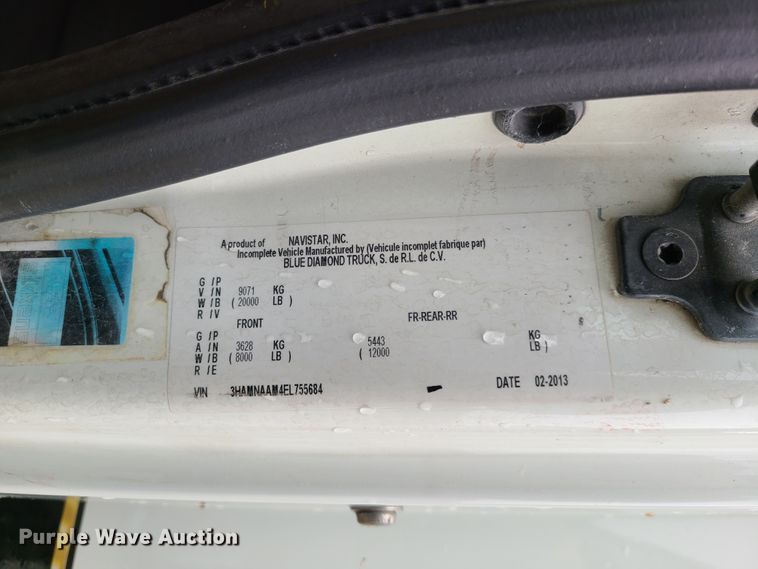 A product of NAVISTAR, INC.
Incomplete Vehicle Manufactured by (Vehicule incomplet fabrique par)
BLUE DIAMOND TRUCK, S. de R.L. de C.V.
G / P
V / N 9071 KG
W / B ( 20000 LB )
R / V
FRONT FR-REAR-RR
G / P
A / N 3628 KG 5443 KG
W / B ( 8000 LB ) ( 12000 LB )
R / E
VIN 3HAMNAAM4EL755684 DATE 02-2013
Purple Wave Auction